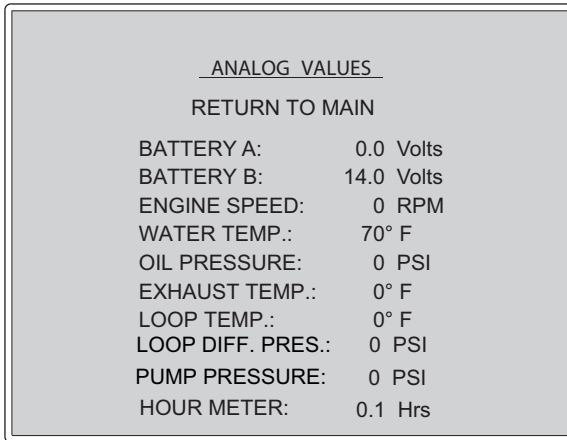 ANALOG VALUES
RETURN TO MAIN
BATTERY A: 0.0 Volts
BATTERY B: 14.0 Volts
ENGINE SPEED: 0 RPM
WATER TEMP.: 70° F
OIL PRESSURE: 0 PSI
EXHAUST TEMP.: 0° F
LOOP TEMP.: 0° F
LOOP DIFF. PRES.: 0 PSI
PUMP PRESSURE: 0 PSI
HOUR METER: 0.1 Hrs